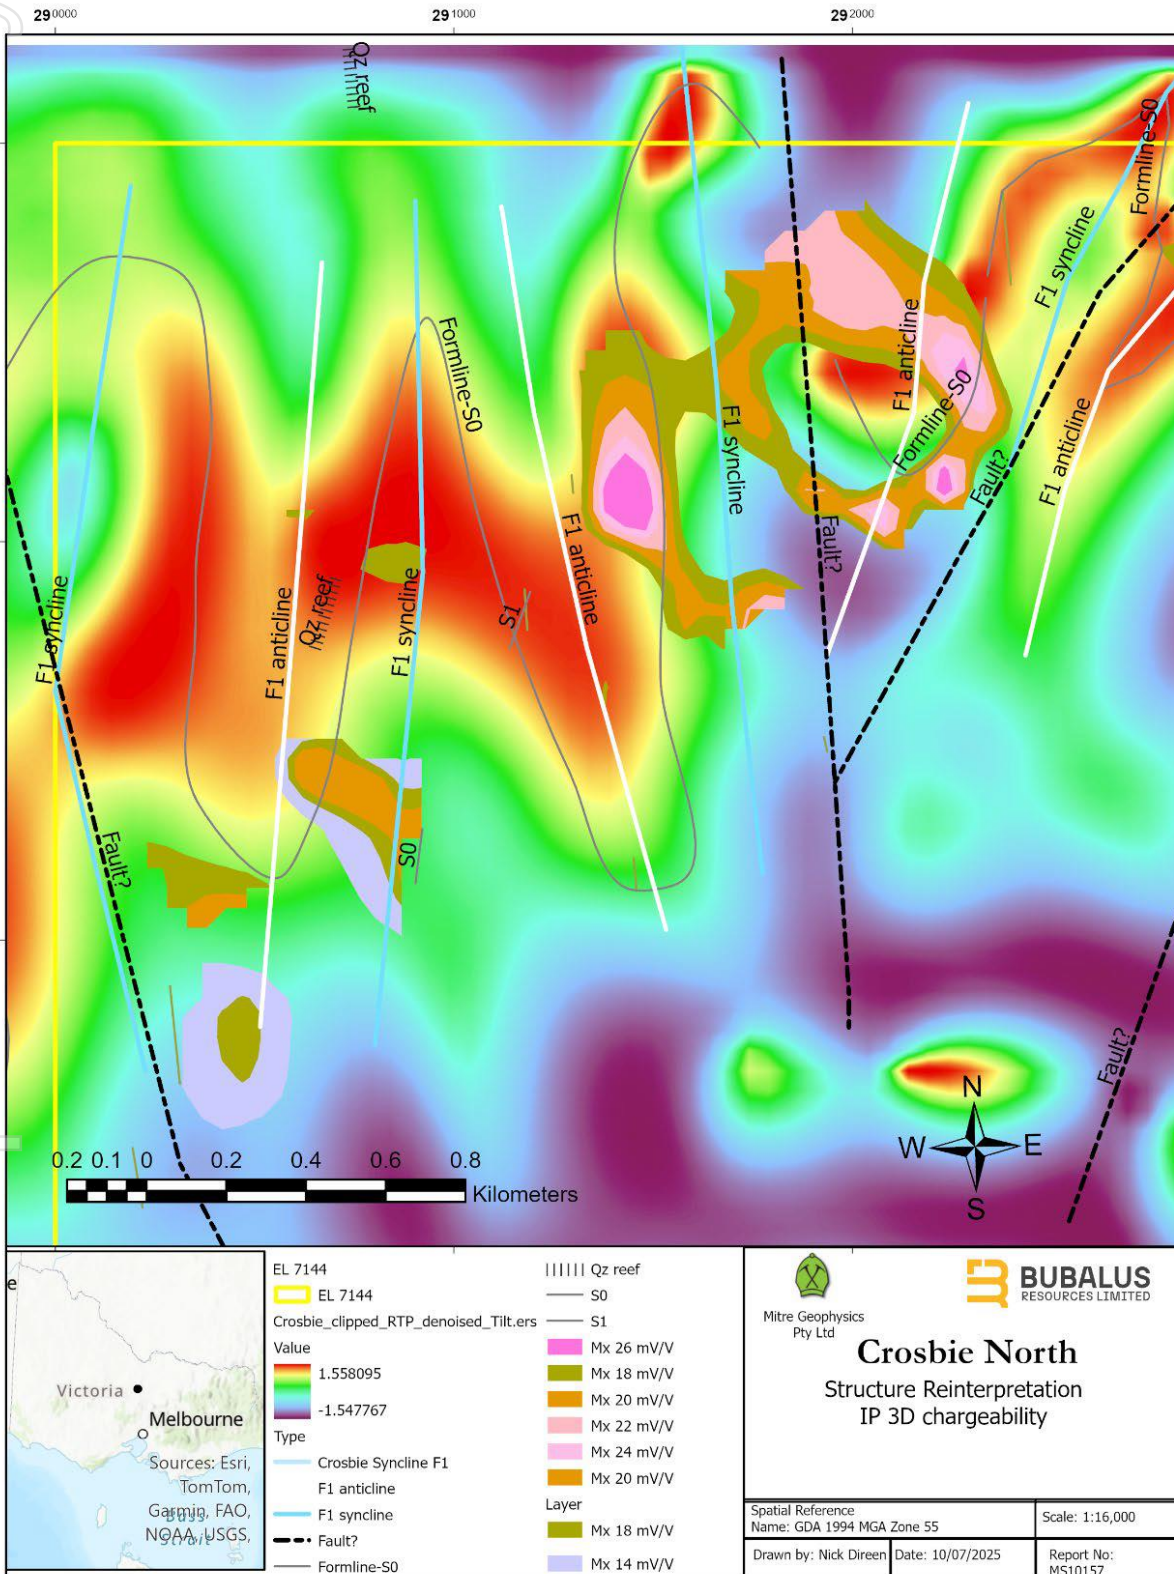 290000
291000
292000
Qz reef
Formline-S0
F1 syncline
F1 anticline
Formline-S0
F1 syncline
Formline-S0
F1 anticline
Fault?
Fault?
F1 anticline
S1
Qz reef
F1 syncline
F1 anticline
F1 syncline
Fault?
S0
Fault?
0.2 0.1 0 0.2 0.4 0.6 0.8
Kilometers
N
W E
S
e
Victoria
Melbourne
Sources: Esri,
TomTom,
Garmin, FAO,
NOAA, USGS,
Bass
Strait
EL 7144
EL 7144
Crosbie_clipped_RTP_denoised_Tilt.ers
Value
1.558095
-1.547767
Type
Crosbie Syncline F1
F1 anticline
F1 syncline
Fault?
Formline-S0
Qz reef
S0
S1
Mx 26 mV/V
Mx 18 mV/V
Mx 20 mV/V
Mx 22 mV/V
Mx 24 mV/V
Mx 20 mV/V
Layer
Mx 18 mV/V
Mx 14 mV/V
Mitre Geophysics
Pty Ltd
BUBALUS
RESOURCES LIMITED
Crosbie North
Structure Reinterpretation
IP 3D chargeability
Spatial Reference
Name: GDA 1994 MGA Zone 55
Scale: 1:16,000
Drawn by: Nick Direen
Date: 10/07/2025
Report No:
MS10157